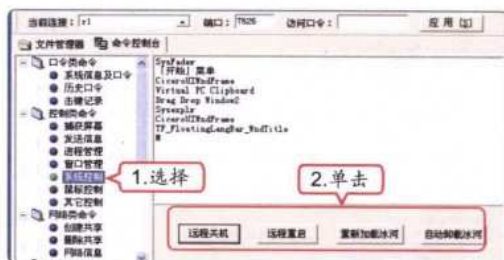 当前连接：r1 端口：7626 访问口令： 应用(U)
文件管理器 命令控制台
口令类命令
系统信息及口令
历史口令
击键记录
控制类命令
捕获屏幕
发送信息
进程管理
窗口管理
系统控制
鼠标控制
其它控制
网络类命令
创建共享
删除共享
网络信息
SysFader
「开始」菜单
CiceroUIWndFrame
Virtual PC Clipboard
Drag Drop Window2
Sysexplr
CiceroUIWndFrame
TF_FloatingLangBar_WndTitle
M
1.选择
2.单击
远程关机 远程重启 重新加载冰河 自动卸载冰河